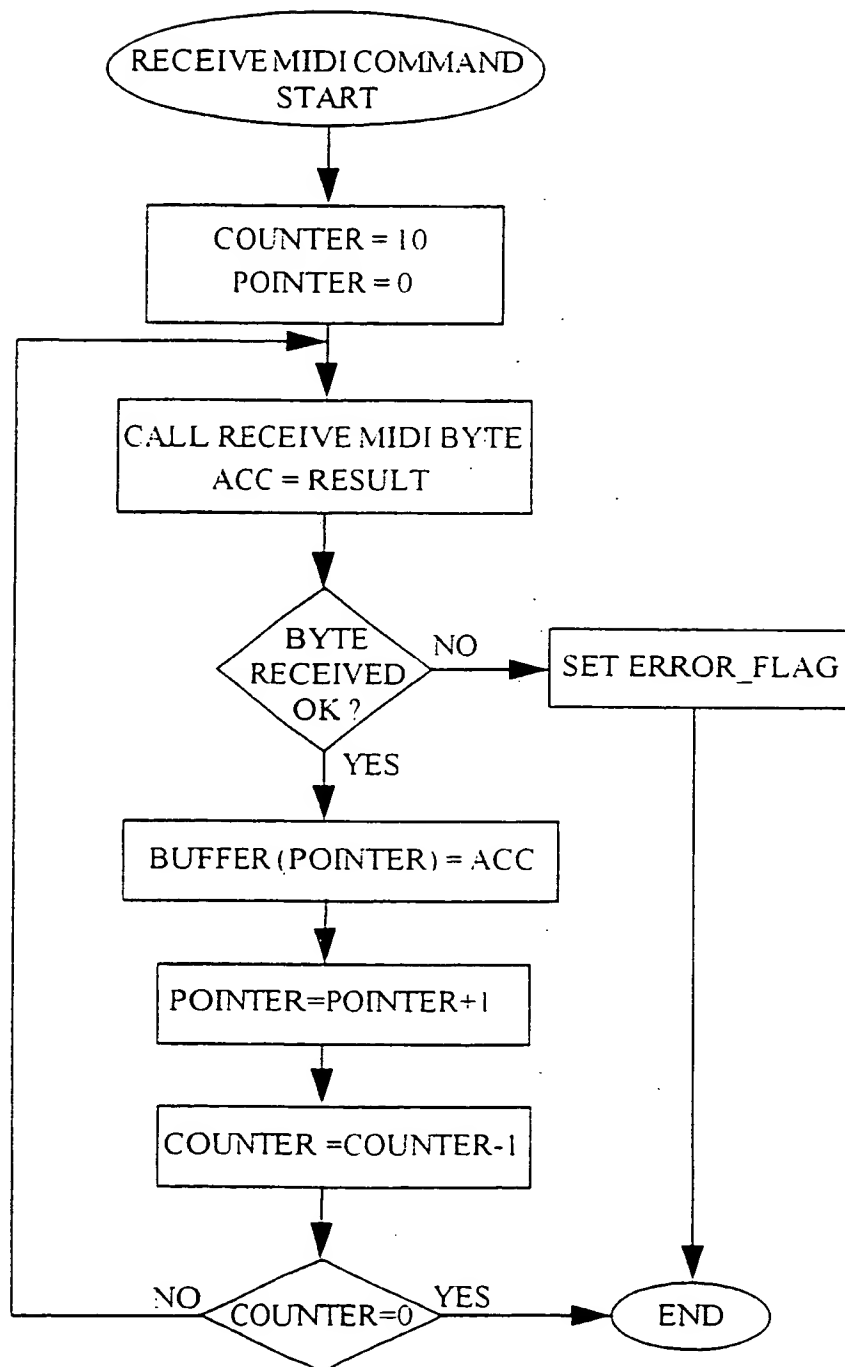 RECEIVE MIDI COMMAND
START
COUNTER = 10
POINTER = 0
CALL RECEIVE MIDI BYTE
ACC = RESULT
BYTE
RECEIVED
OK ?
NO
SET ERROR_FLAG
YES
BUFFER (POINTER) = ACC
POINTER=POINTER+1
COUNTER =COUNTER-1
NO
COUNTER=0
YES
END